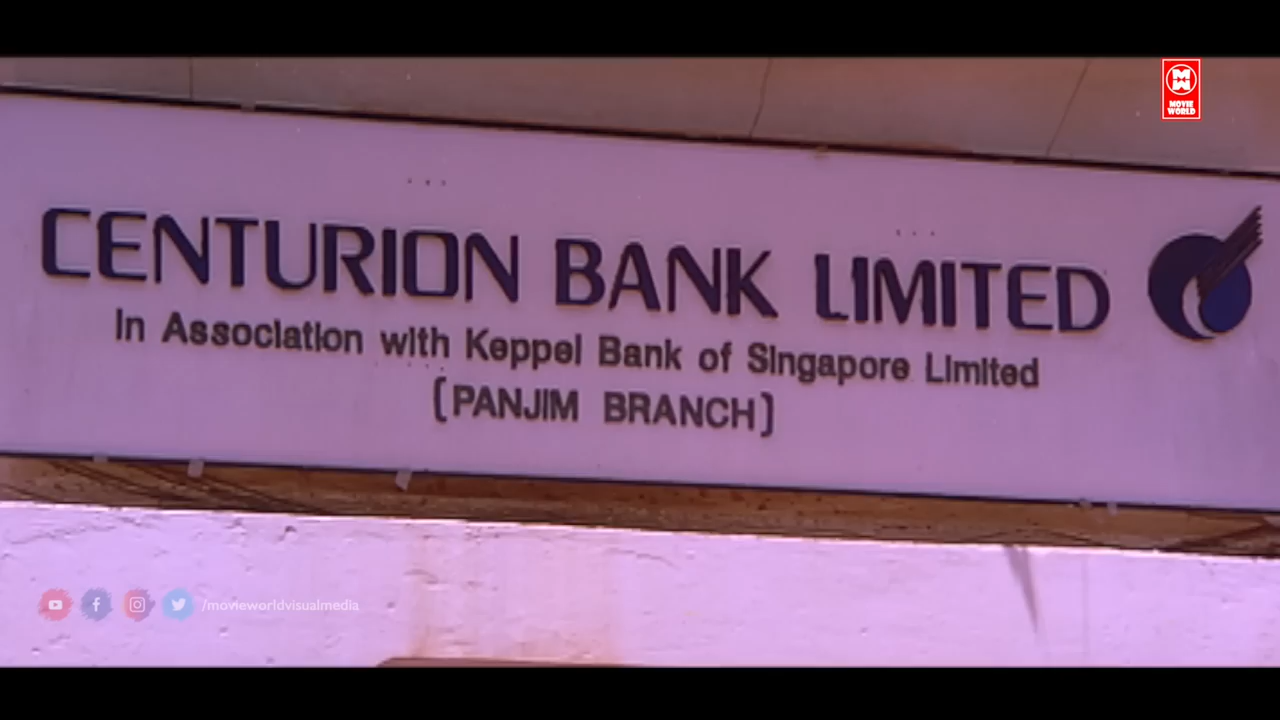 MOVIE
WORLD
CENTURION BANK LIMITED
In Association with Keppel Bank of Singapore Limited
(PANJIM BRANCH)
/movieworldvisualmedia